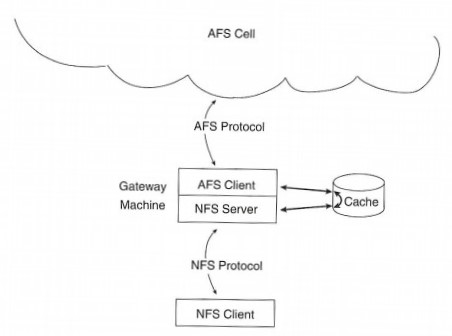 AFS Cell
AFS Protocol
Gateway
Machine
AFS Client
NFS Server
Cache
NFS Protocol
NFS Client